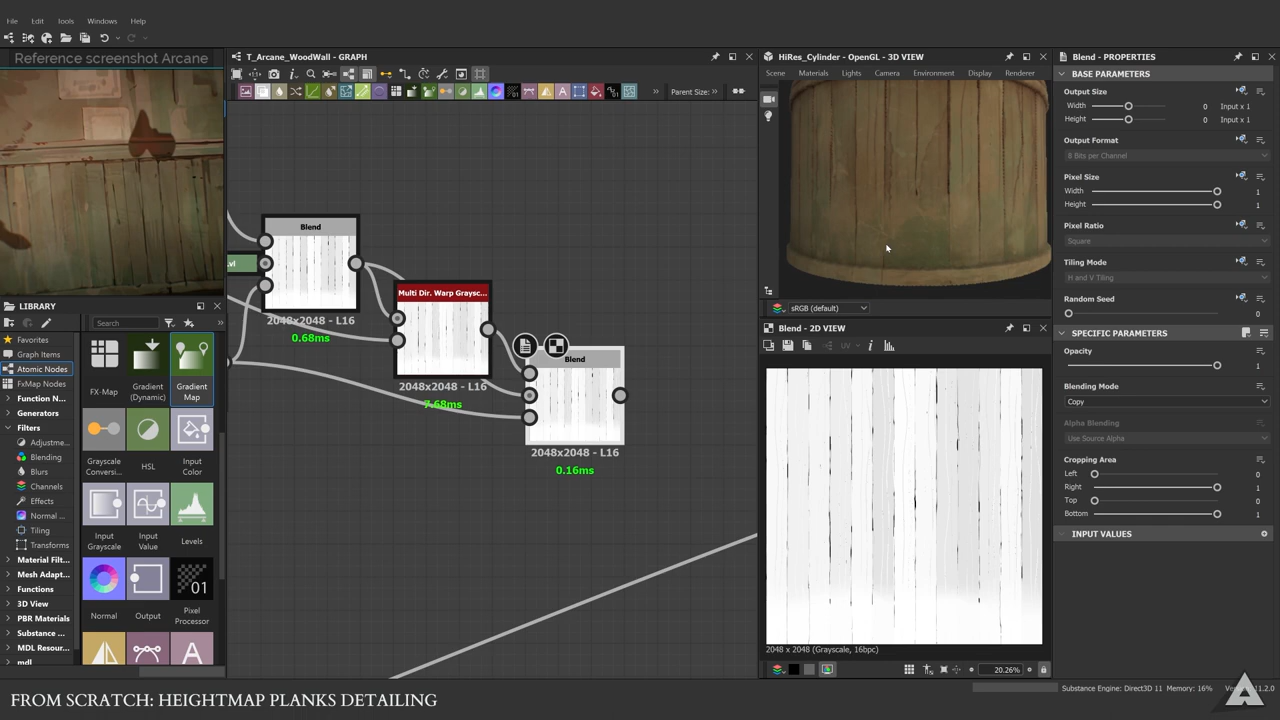 File Edit Tools Windows Help
Reference screenshot Arcane
T_Arcane_WoodWall - GRAPH
Parent Size:
Blend
2048x2048 - L16
0.68ms
Multi Dir. Warp Graysc...
2048x2048 - L16
7.68ms
Blend
2048x2048 - L16
0.16ms
LIBRARY
Search
Favorites
Graph Items
Atomic Nodes
FxMap Nodes
Function N...
Generators
Filters
Adjustme...
Blending
Blurs
Channels
Effects
Normal ...
Tiling
Transforms
Material Filt...
Mesh Adapt...
Functions
3D View
PBR Materials
Substance ...
MDL Resour...
mdl
FX-Map
Gradient (Dynamic)
Gradient Map
Grayscale Conversi...
HSL
Input Color
Input Grayscale
Input Value
Levels
Normal
Output
01
Pixel Processor
HiRes_Cylinder - OpenGL - 3D VIEW
Scene Materials Lights Camera Environment Display Renderer
sRGB (default)
Blend - 2D VIEW
UV
2048 x 2048 (Grayscale, 16bpc)
20.26%
Blend - PROPERTIES
BASE PARAMETERS
Output Size
Width 0 Input x 1
Height 0 Input x 1
Output Format
8 Bits per Channel
Pixel Size
Width 1
Height 1
Pixel Ratio
Square
Tiling Mode
H and V Tiling
Random Seed
0
SPECIFIC PARAMETERS
Opacity
1
Blending Mode
Copy
Alpha Blending
Use Source Alpha
Cropping Area
Left 0
Right 1
Top 0
Bottom 1
INPUT VALUES
Substance Engine: Direct3D 11 Memory: 16%
FROM SCRATCH: HEIGHTMAP PLANKS DETAILING